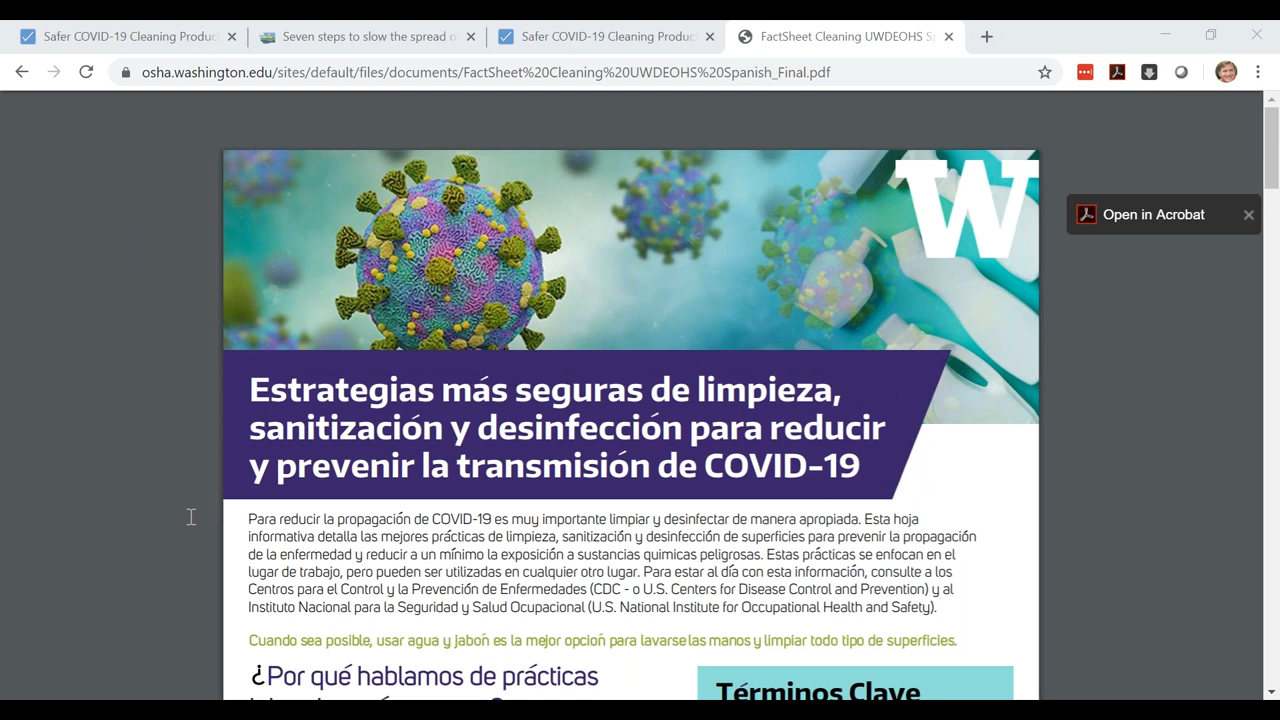 Safer COVID-19 Cleaning Produc
Seven steps to slow the spread o
Safer COVID-19 Cleaning Produc
FactSheet Cleaning UWDEOHS Sp
osha.washington.edu/sites/default/files/documents/FactSheet%20Cleaning%20UWDEOHS%20Spanish_Final.pdf
W
Open in Acrobat
Estrategias más seguras de limpieza,
sanitización y desinfección para reducir
y prevenir la transmisión de COVID-19
Para reducir la propagación de COVID-19 es muy importante limpiar y desinfectar de manera apropiada. Esta hoja
informativa detalla las mejores prácticas de limpieza, sanitización y desinfección de superficies para prevenir la propagación
de la enfermedad y reducir a un mínimo la exposición a sustancias quimicas peligrosas. Estas prácticas se enfocan en el
lugar de trabajo, pero pueden ser utilizadas en cualquier otro lugar. Para estar al día con esta información, consulte a los
Centros para el Control y la Prevención de Enfermedades (CDC - o U.S. Centers for Disease Control and Prevention) y al
Instituto Nacional para la Seguridad y Salud Ocupacional (U.S. National Institute for Occupational Health and Safety).
Cuando sea posible, usar agua y jabón es la mejor opción para lavarse las manos y limpiar todo tipo de superficies.
¿Por qué hablamos de prácticas
Términos Clave